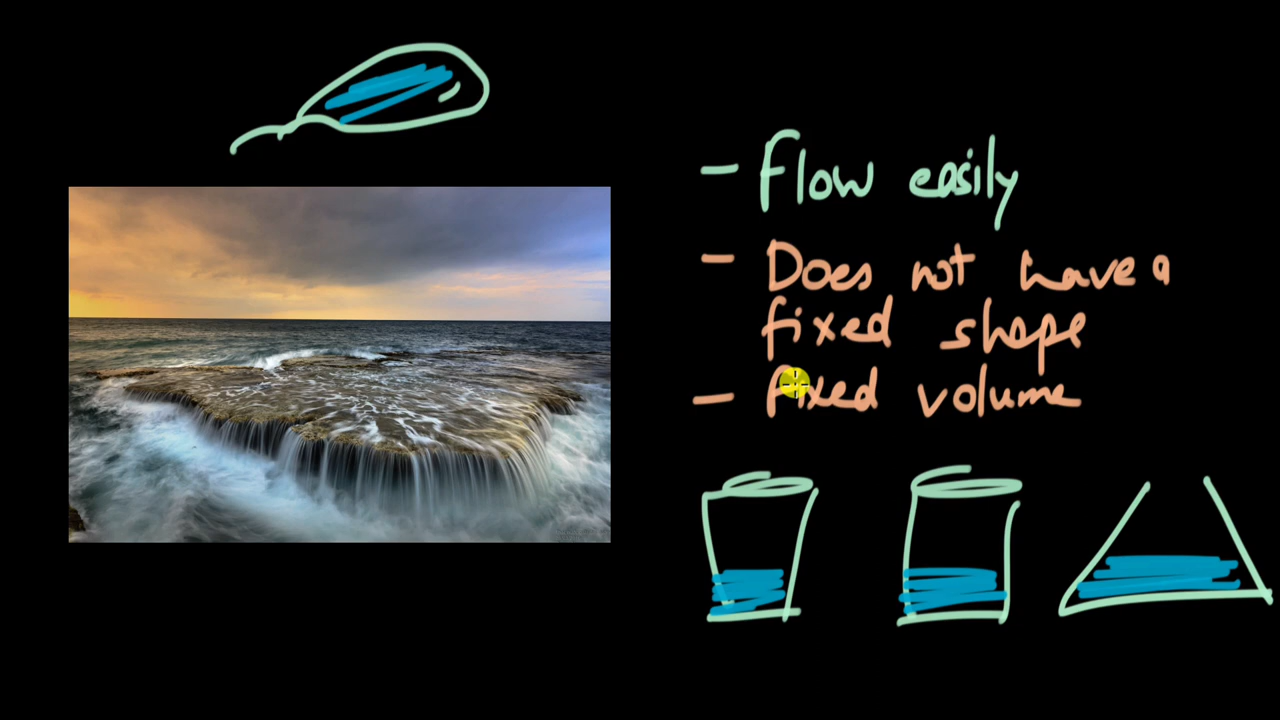 - Flow easily
- Does not have a
fixed shape
- fixed volume